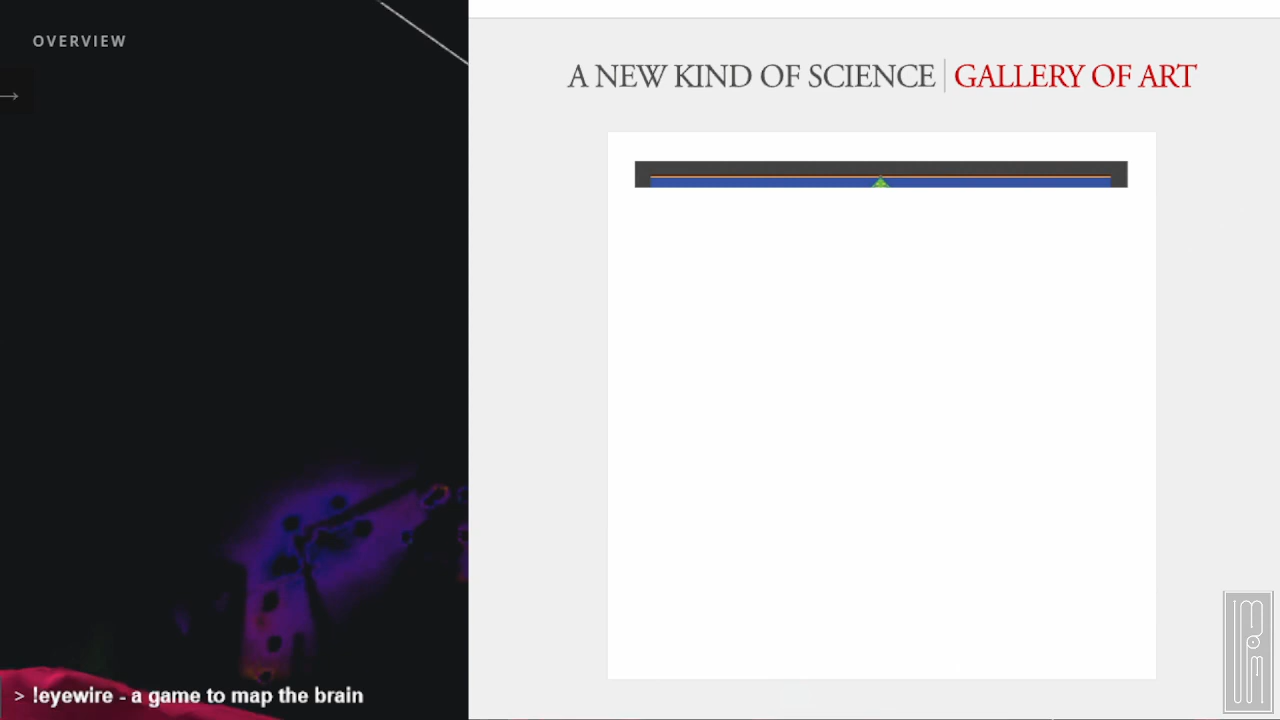 OVERVIEW
→
A NEW KIND OF SCIENCE | GALLERY OF ART
> !eyewire - a game to map the brain